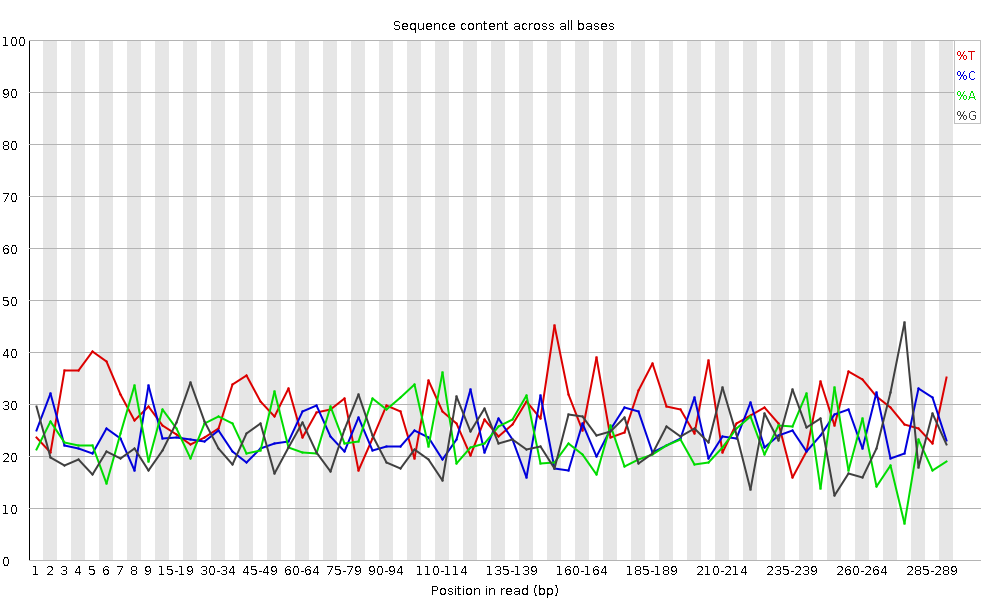 Sequence content across all bases
100
90
80
70
60
50
40
30
20
10
0
%T
%C
%A
%G
1 2 3 4 5 6 7 8 9 15-19 30-34 45-49 60-64 75-79 90-94 110-114 135-139 160-164 185-189 210-214 235-239 260-264 285-289
Position in read (bp)